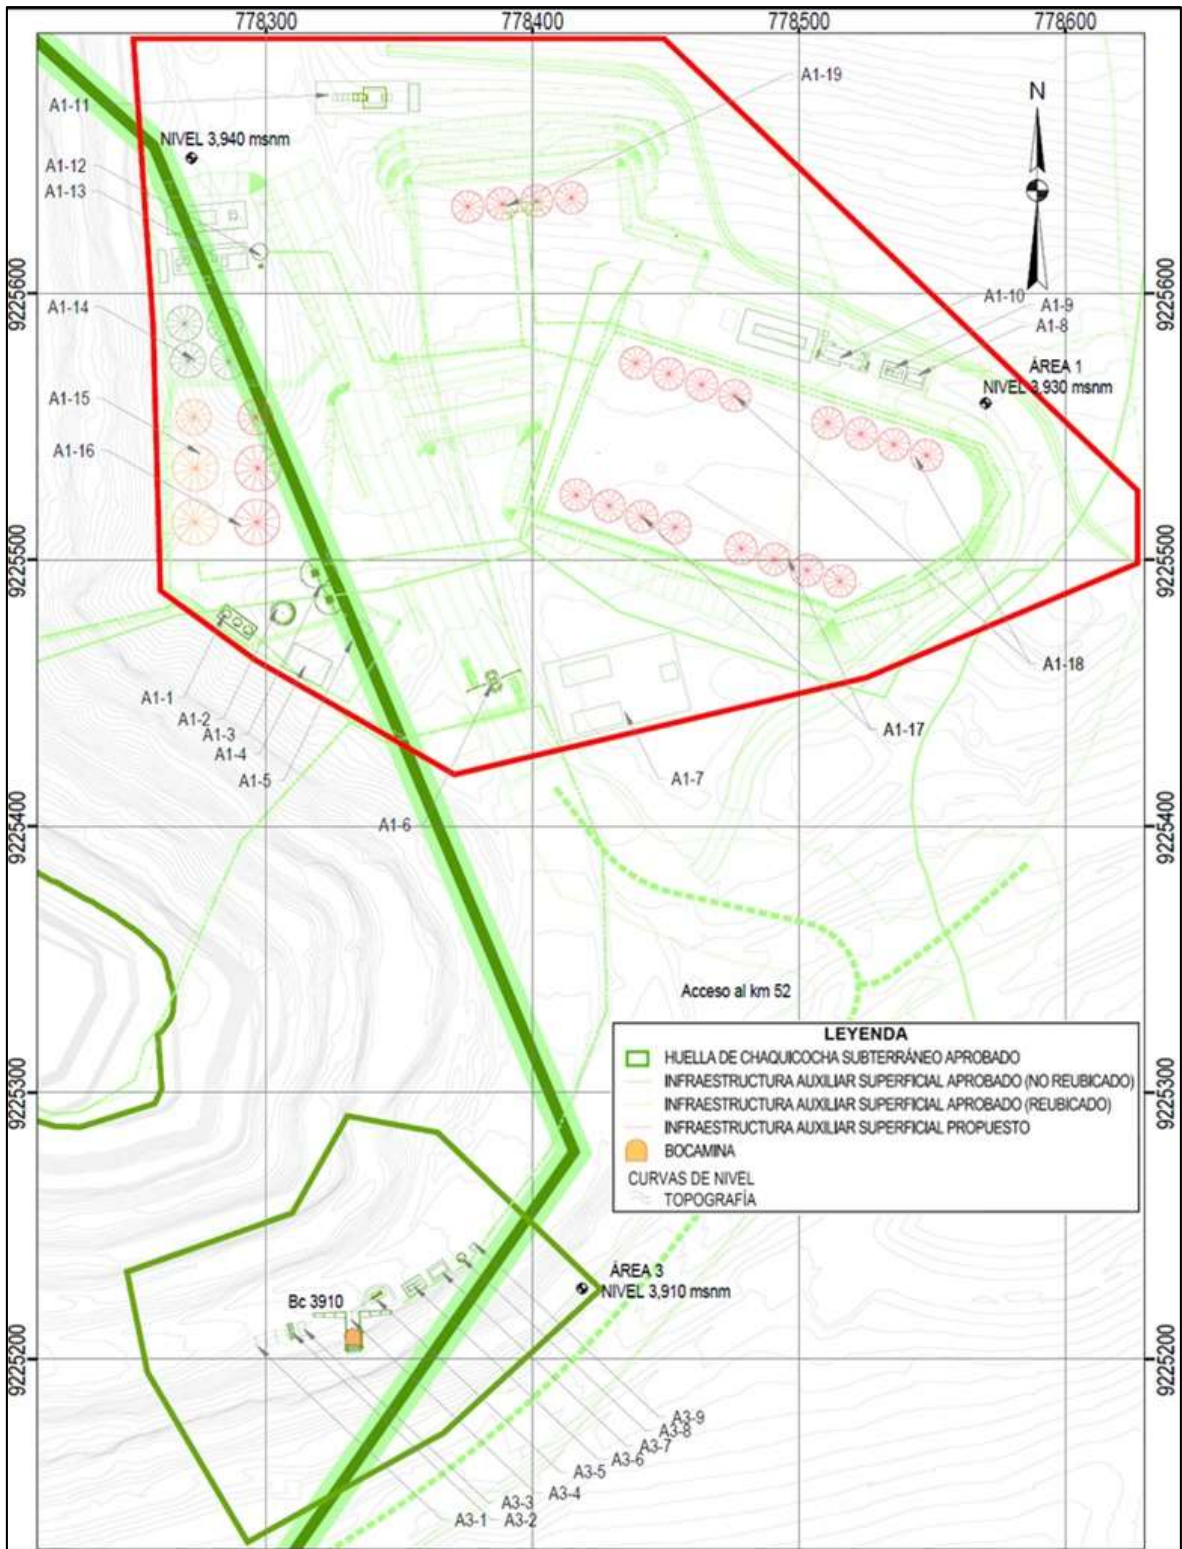 778300 778400 778500 778600
A1-19
A1-11
N
NIVEL 3,940 msnm
A1-12
A1-13
9225600 9225600
A1-10
A1-9
A1-14
A1-8
ÁREA 1
NIVEL 3,930 msnm
A1-15
A1-16
9225500 9225500
A1-18
A1-1
A1-2
A1-17
A1-3
A1-4
A1-5
A1-7
A1-6
9225400 9225400
Acceso al km 52
LEYENDA
HUELLA DE CHAQUICOCHA SUBTERRÁNEO APROBADO
INFRAESTRUCTURA AUXILIAR SUPERFICIAL APROBADO (NO REUBICADO)
INFRAESTRUCTURA AUXILIAR SUPERFICIAL APROBADO (REUBICADO)
INFRAESTRUCTURA AUXILIAR SUPERFICIAL PROPUESTO
BOCAMINA
CURVAS DE NIVEL
TOPOGRAFÍA
9225300 9225300
ÁREA 3
NIVEL 3,910 msnm
Bc 3910
9225200 9225200
A3-9
A3-8
A3-7
A3-6
A3-5
A3-4
A3-3
A3-1 A3-2